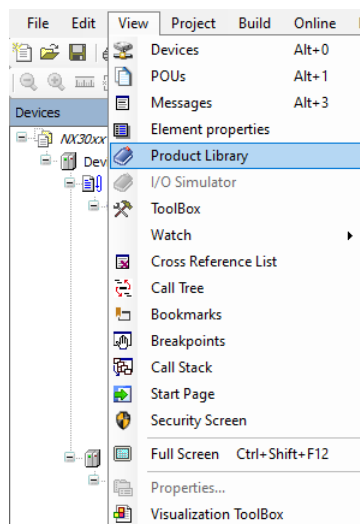 File Edit View Project Build Online
Devices Alt+0
POUs Alt+1
Messages Alt+3
Devices
Element properties
NX30xx
Product Library
Dev
I/O Simulator
ToolBox
Watch
Cross Reference List
Call Tree
Bookmarks
Breakpoints
Call Stack
Start Page
Security Screen
Full Screen Ctrl+Shift+F12
Properties...
Visualization ToolBox